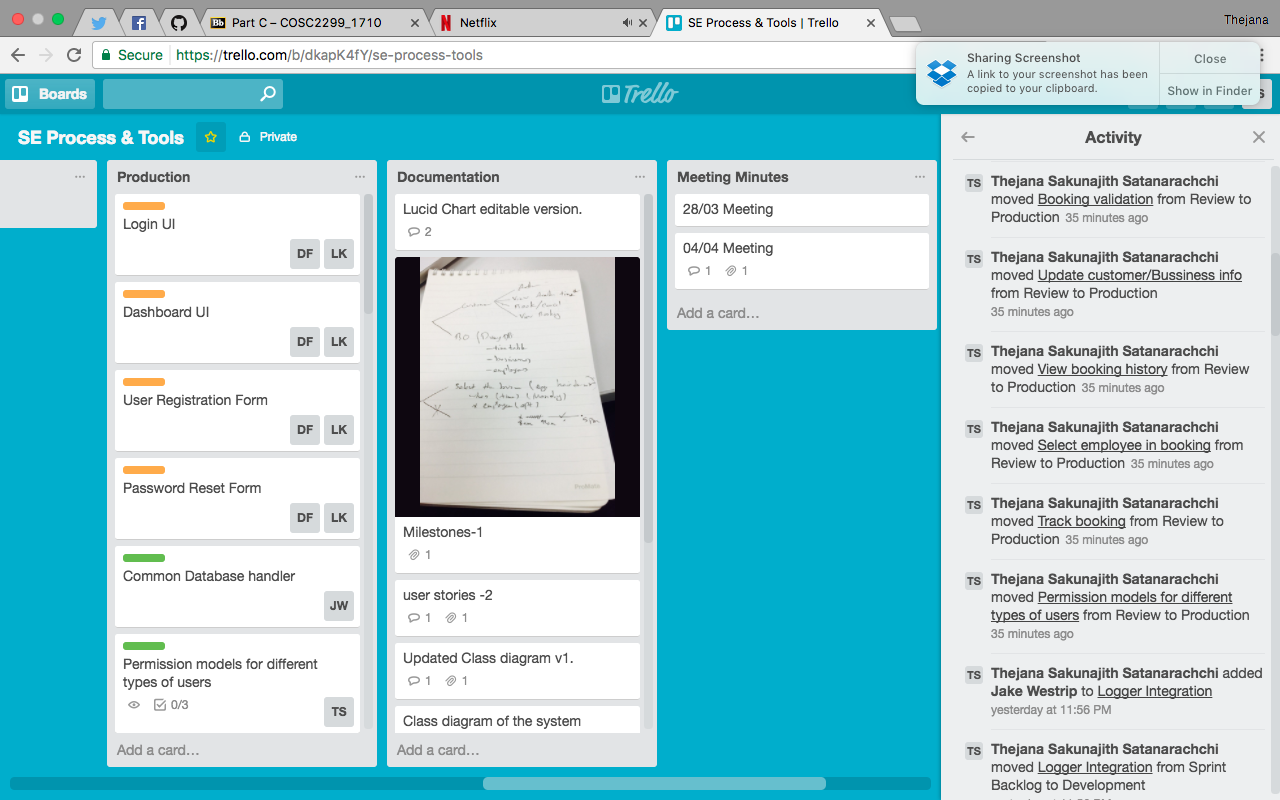 Part C – COSC2299_1710
Netflix
SE Process & Tools | Trello
Thejana
Secure
https://trello.com/b/dkapK4fY/se-process-tools
Sharing Screenshot
A link to your screenshot has been
copied to your clipboard.
Close
Show in Finder
Boards
Trello
SE Process & Tools
Private
Production
Login UI
DF LK
Dashboard UI
DF LK
User Registration Form
DF LK
Password Reset Form
DF LK
Common Database handler
JW
Permission models for different
types of users
0/3
TS
Add a card…
Documentation
Lucid Chart editable version.
2
Milestones-1
1
user stories -2
1 1
Updated Class diagram v1.
1 1
Class diagram of the system
Add a card…
Meeting Minutes
28/03 Meeting
04/04 Meeting
1 1
Add a card…
Activity
TS Thejana Sakunajith Satanarachchi
moved Booking validation from Review to
Production 35 minutes ago
TS Thejana Sakunajith Satanarachchi
moved Update customer/Bussiness info
from Review to Production
35 minutes ago
TS Thejana Sakunajith Satanarachchi
moved View booking history from Review
to Production 35 minutes ago
TS Thejana Sakunajith Satanarachchi
moved Select employee in booking from
Review to Production 35 minutes ago
TS Thejana Sakunajith Satanarachchi
moved Track booking from Review to
Production 35 minutes ago
TS Thejana Sakunajith Satanarachchi
moved Permission models for different
types of users from Review to Production
35 minutes ago
TS Thejana Sakunajith Satanarachchi added
Jake Westrip to Logger Integration
yesterday at 11:56 PM
TS Thejana Sakunajith Satanarachchi
moved Logger Integration from Sprint
Backlog to Development